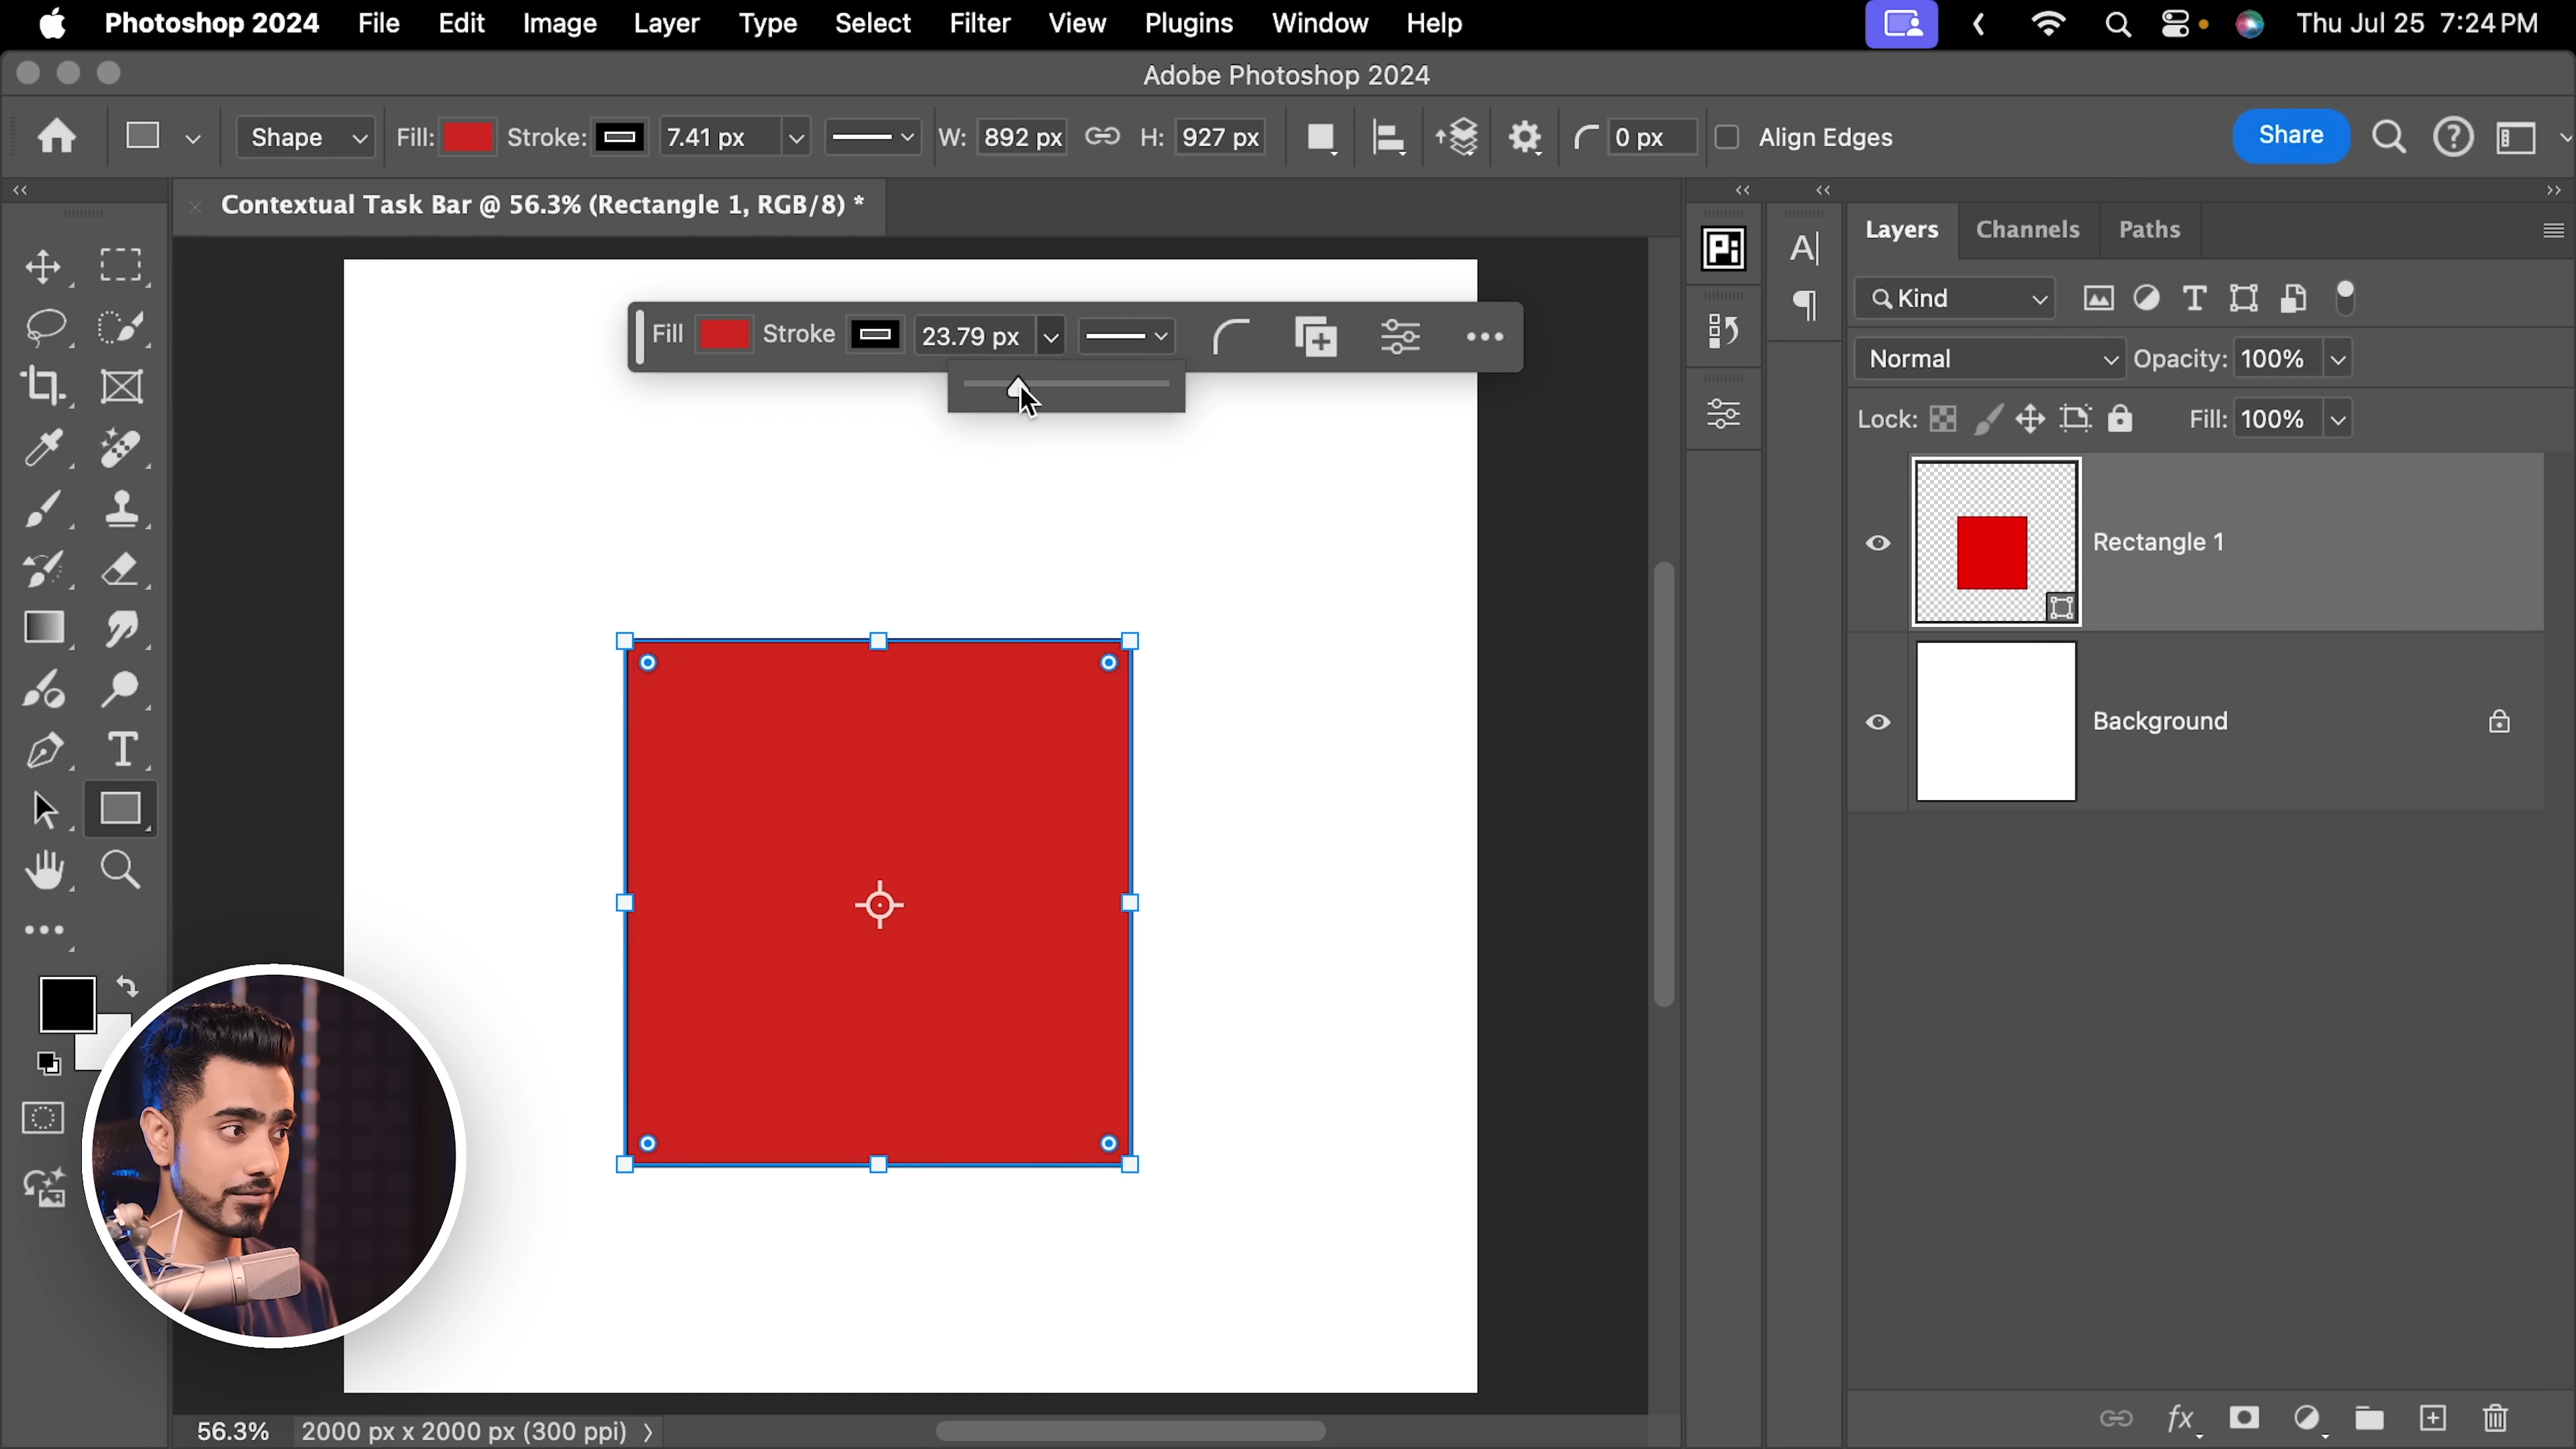 Photoshop 2024 File Edit Image Layer Type Select Filter View Plugins Window Help Thu Jul 25 7:24 PM
Adobe Photoshop 2024
Shape Fill: Stroke: 7.41 px W: 892 px H: 927 px 0 px Align Edges Share
Contextual Task Bar @ 56.3% (Rectangle 1, RGB/8) *
Layers Channels Paths
Kind
Fill Stroke 23.79 px
Normal Opacity: 100%
Lock: Fill: 100%
Rectangle 1
Background
56.3% 2000 px x 2000 px (300 ppi)